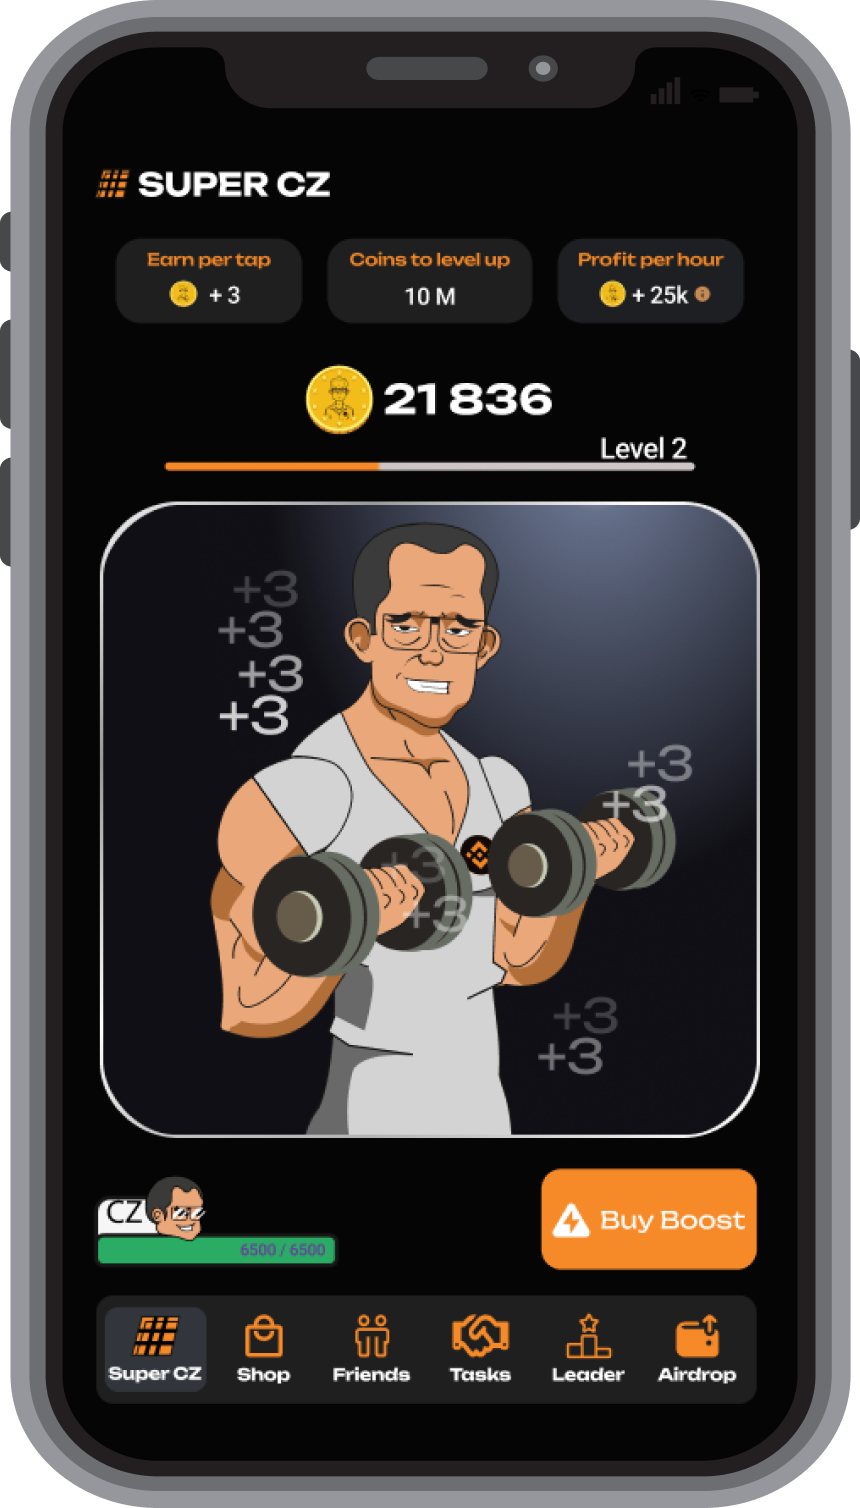 SUPER CZ
Earn per tap
+ 3
Coins to level up
10 M
Profit per hour
+ 25k
21 836
Level 2
+3
+3
+3
+3
+3
+3
+3
+3
+3
+3
CZ
6500 / 6500
Buy Boost
Super CZ
Shop
Friends
Tasks
Leader
Airdrop